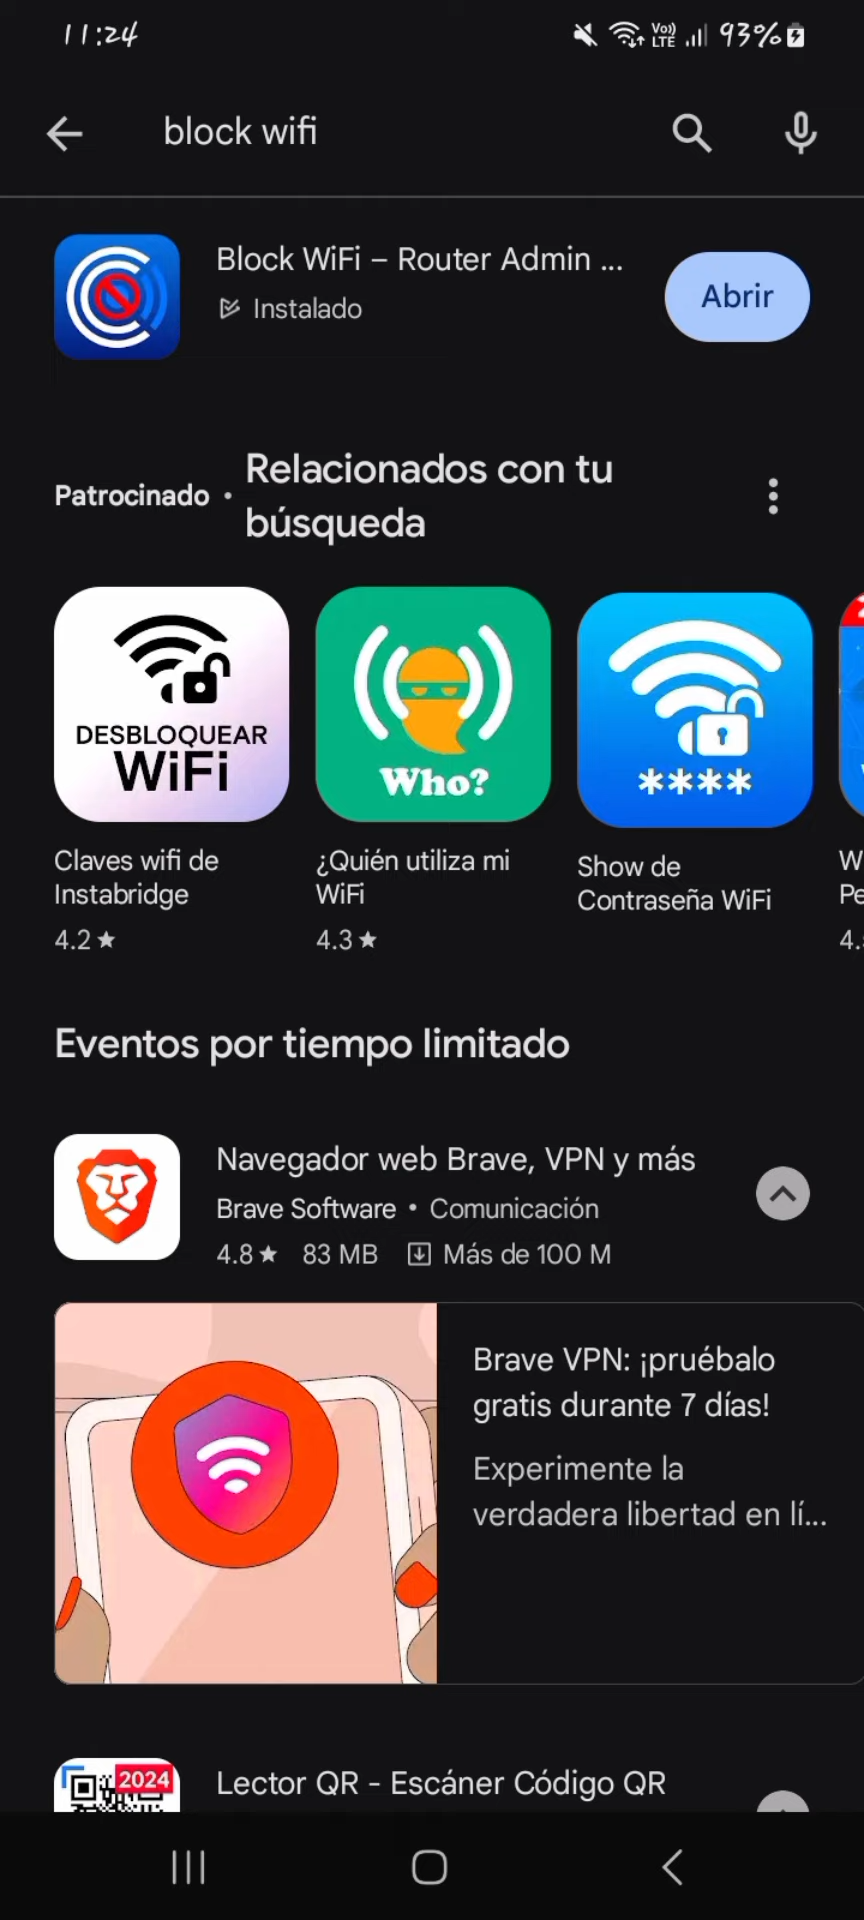 11:24
Vo))
LTE
93%
block wifi
Block WiFi – Router Admin ...
Instalado
Abrir
Patrocinado •
Relacionados con tu
búsqueda
DESBLOQUEAR
WiFi
Who?
****
Claves wifi de
Instabridge
4.2 ★
¿Quién utiliza mi
WiFi
4.3 ★
Show de
Contraseña WiFi
Eventos por tiempo limitado
Navegador web Brave, VPN y más
Brave Software • Comunicación
4.8 ★ 83 MB Más de 100 M
Brave VPN: ¡pruébalo
gratis durante 7 días!
Experimente la
verdadera libertad en lí...
2024
Lector QR - Escáner Código QR